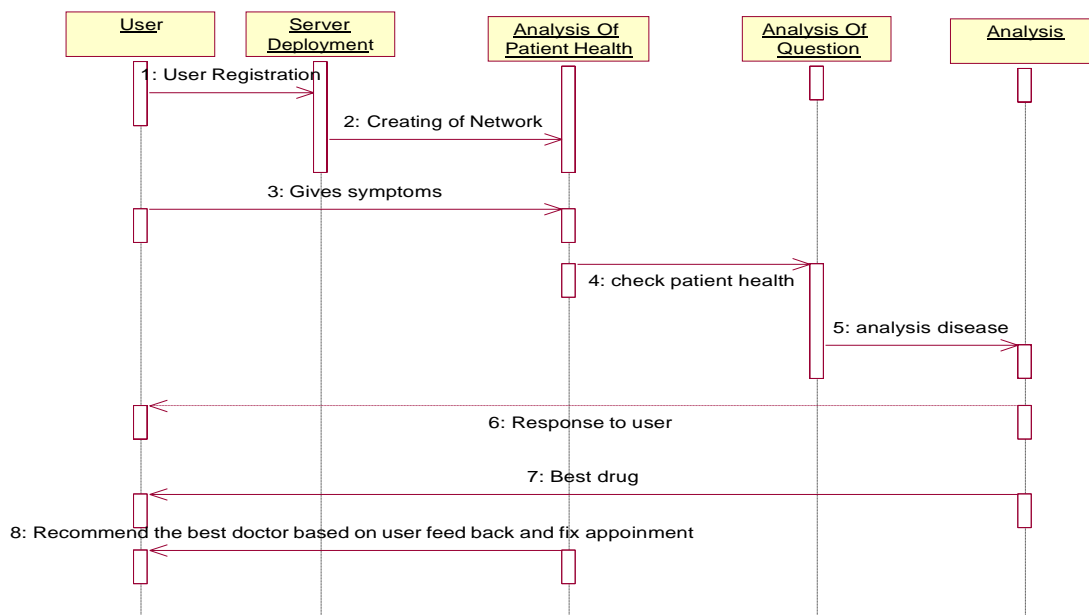 User
Server
Deployment
Analysis Of
Patient Health
Analysis Of
Question
Analysis
1: User Registration
2: Creating of Network
3: Gives symptoms
4: check patient health
5: analysis disease
6: Response to user
7: Best drug
8: Recommend the best doctor based on user feed back and fix appoinment